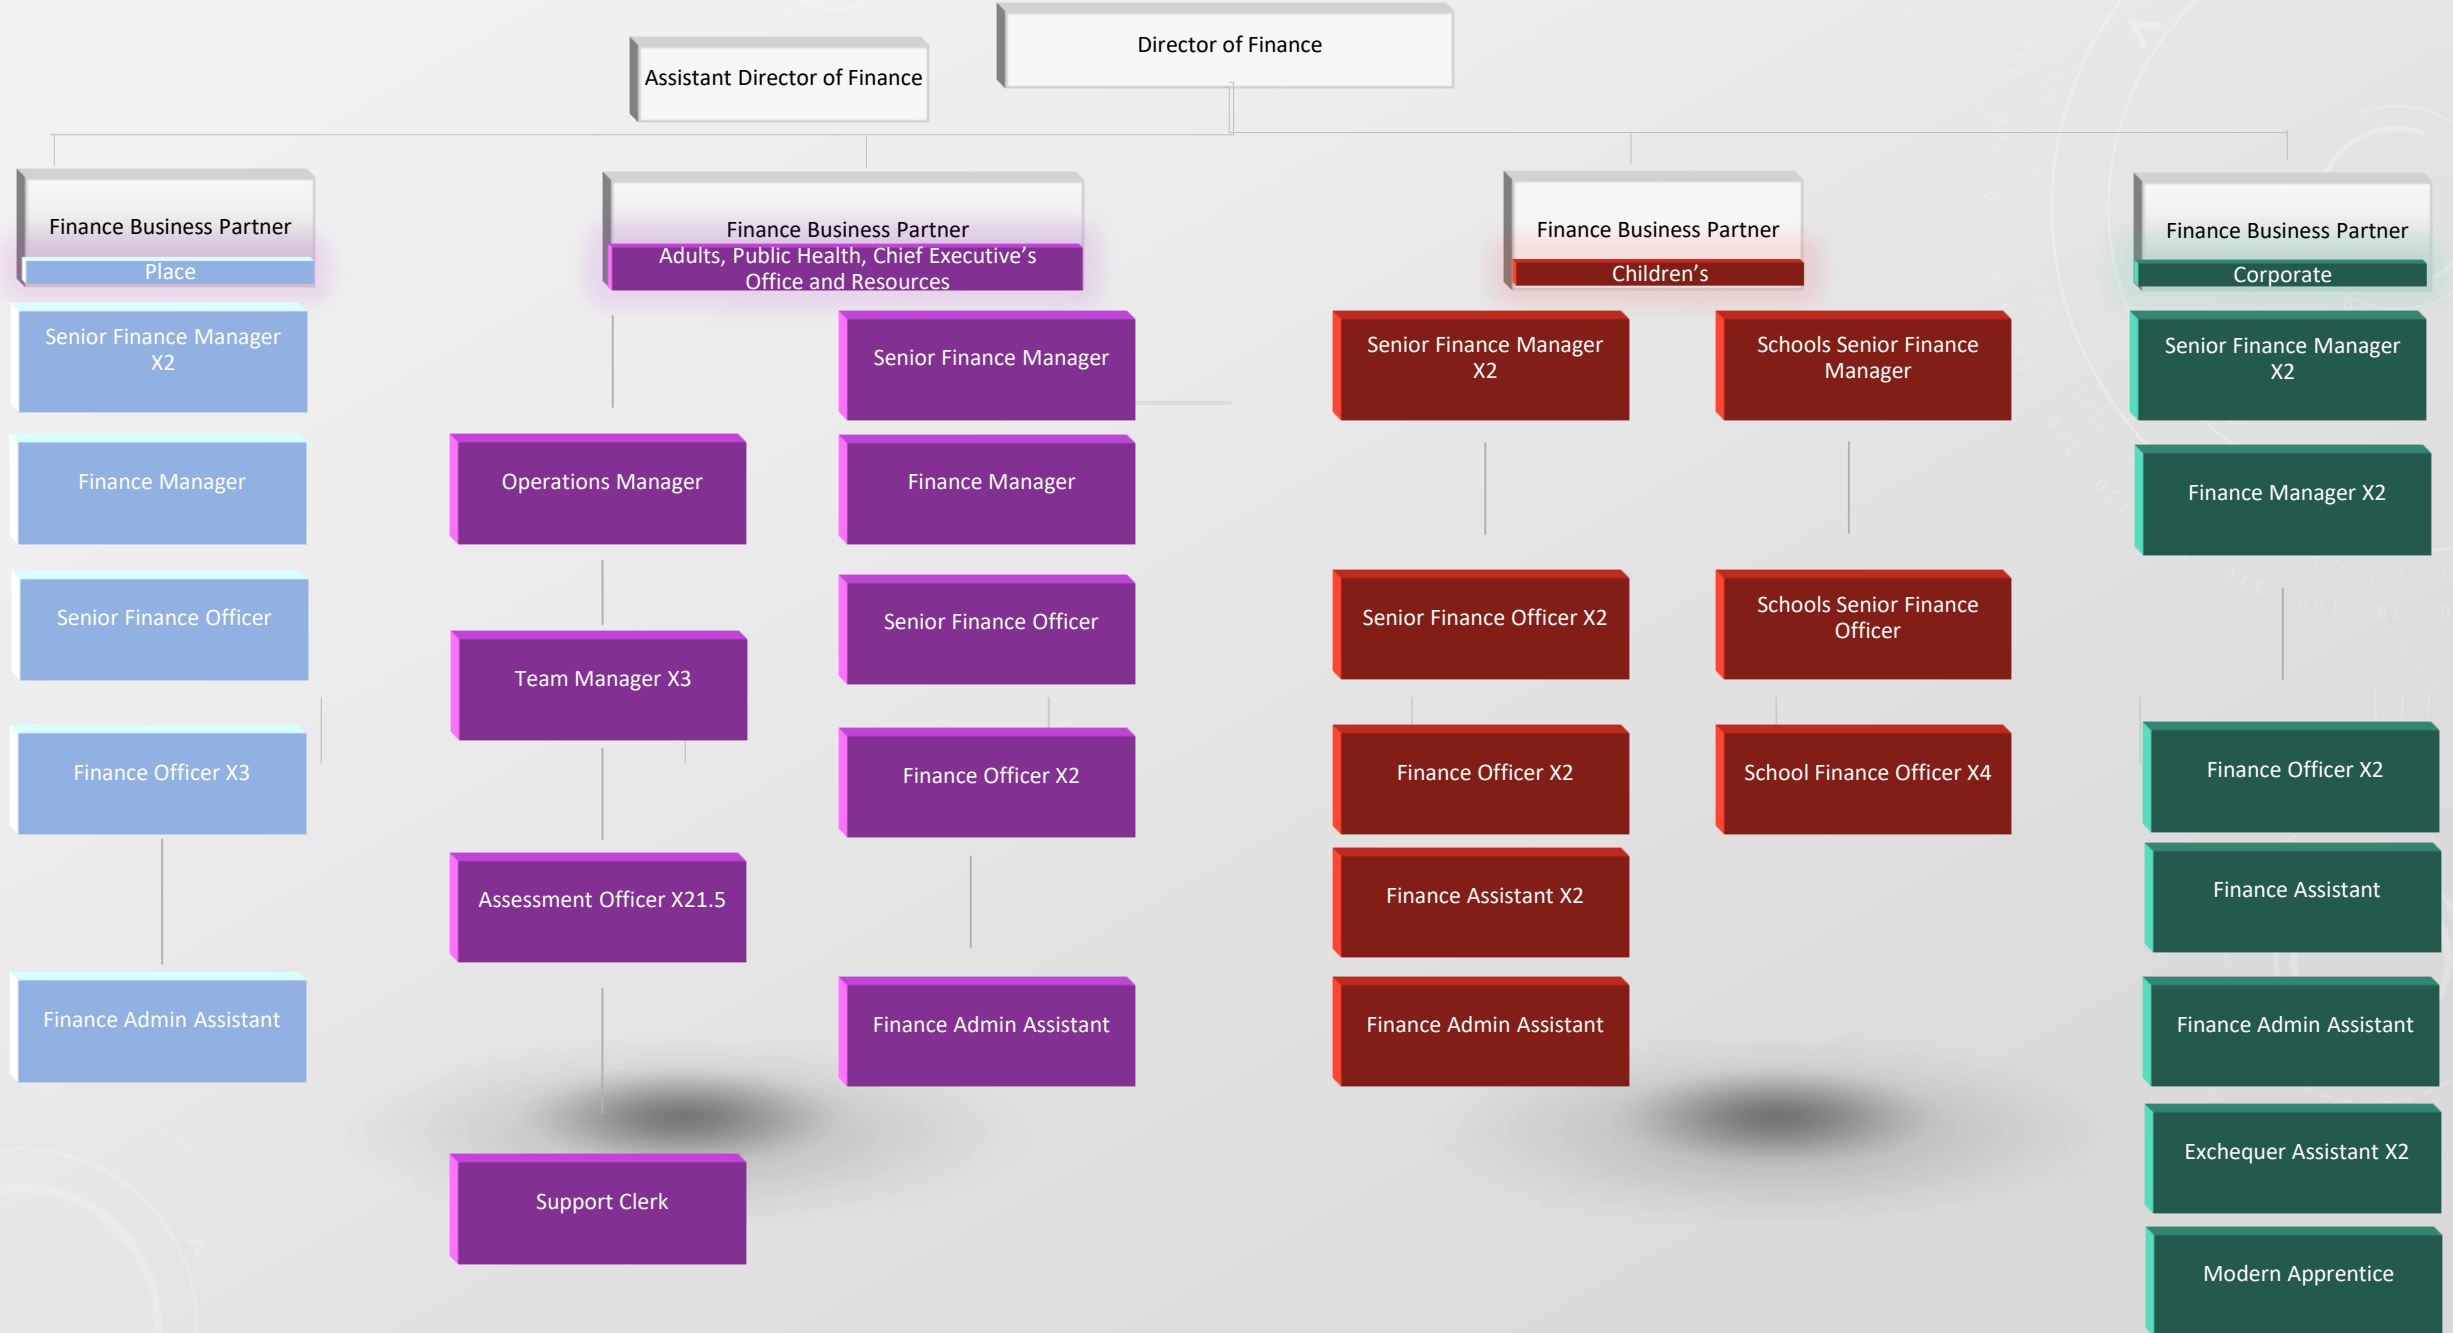 Director of Finance
Assistant Director of Finance
Finance Business Partner
Place
Senior Finance Manager
X2
Finance Manager
Senior Finance Officer
Finance Officer X3
Finance Admin Assistant
Finance Business Partner
Adults, Public Health, Chief Executive’s
Office and Resources
Operations Manager
Team Manager X3
Assessment Officer X21.5
Support Clerk
Senior Finance Manager
Finance Manager
Senior Finance Officer
Finance Officer X2
Finance Admin Assistant
Finance Business Partner
Children’s
Senior Finance Manager
X2
Senior Finance Officer X2
Finance Officer X2
Finance Assistant X2
Finance Admin Assistant
Schools Senior Finance
Manager
Schools Senior Finance
Officer
School Finance Officer X4
Finance Business Partner
Corporate
Senior Finance Manager
X2
Finance Manager X2
Finance Officer X2
Finance Assistant
Finance Admin Assistant
Exchequer Assistant X2
Modern Apprentice